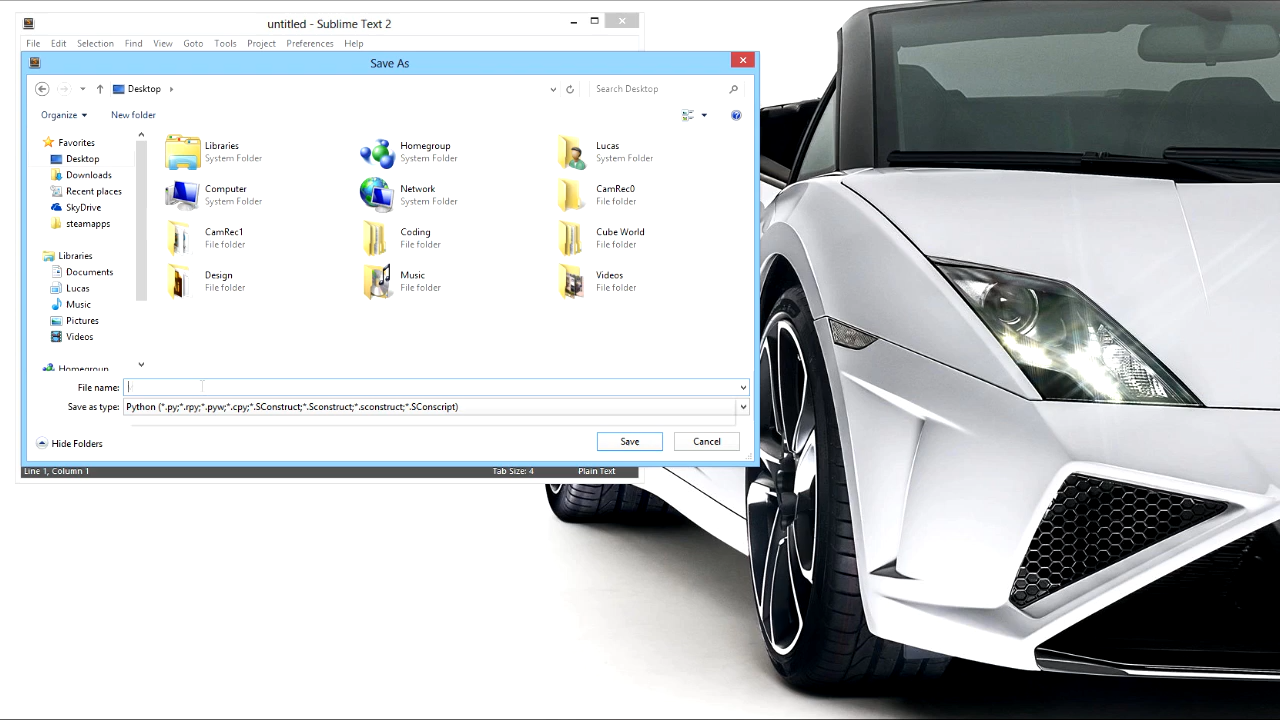 untitled - Sublime Text 2
File Edit Selection Find View Goto Tools Project Preferences Help
Save As
Desktop
Search Desktop
Organize New folder
Favorites
Desktop
Downloads
Recent places
SkyDrive
steamapps
Libraries
Documents
Lucas
Music
Pictures
Videos
Homegroup
Libraries
System Folder
Homegroup
System Folder
Lucas
System Folder
Computer
System Folder
Network
System Folder
CamRec0
File folder
CamRec1
File folder
Coding
File folder
Cube World
File folder
Design
File folder
Music
File folder
Videos
File folder
File name:
Save as type: Python (*.py;*.rpy;*.pyw;*.cpy;*.SConstruct;*.Sconstruct;*.sconstruct;*.SConscript)
Hide Folders
Save Cancel
Line 1, Column 1 Tab Size: 4 Plain Text